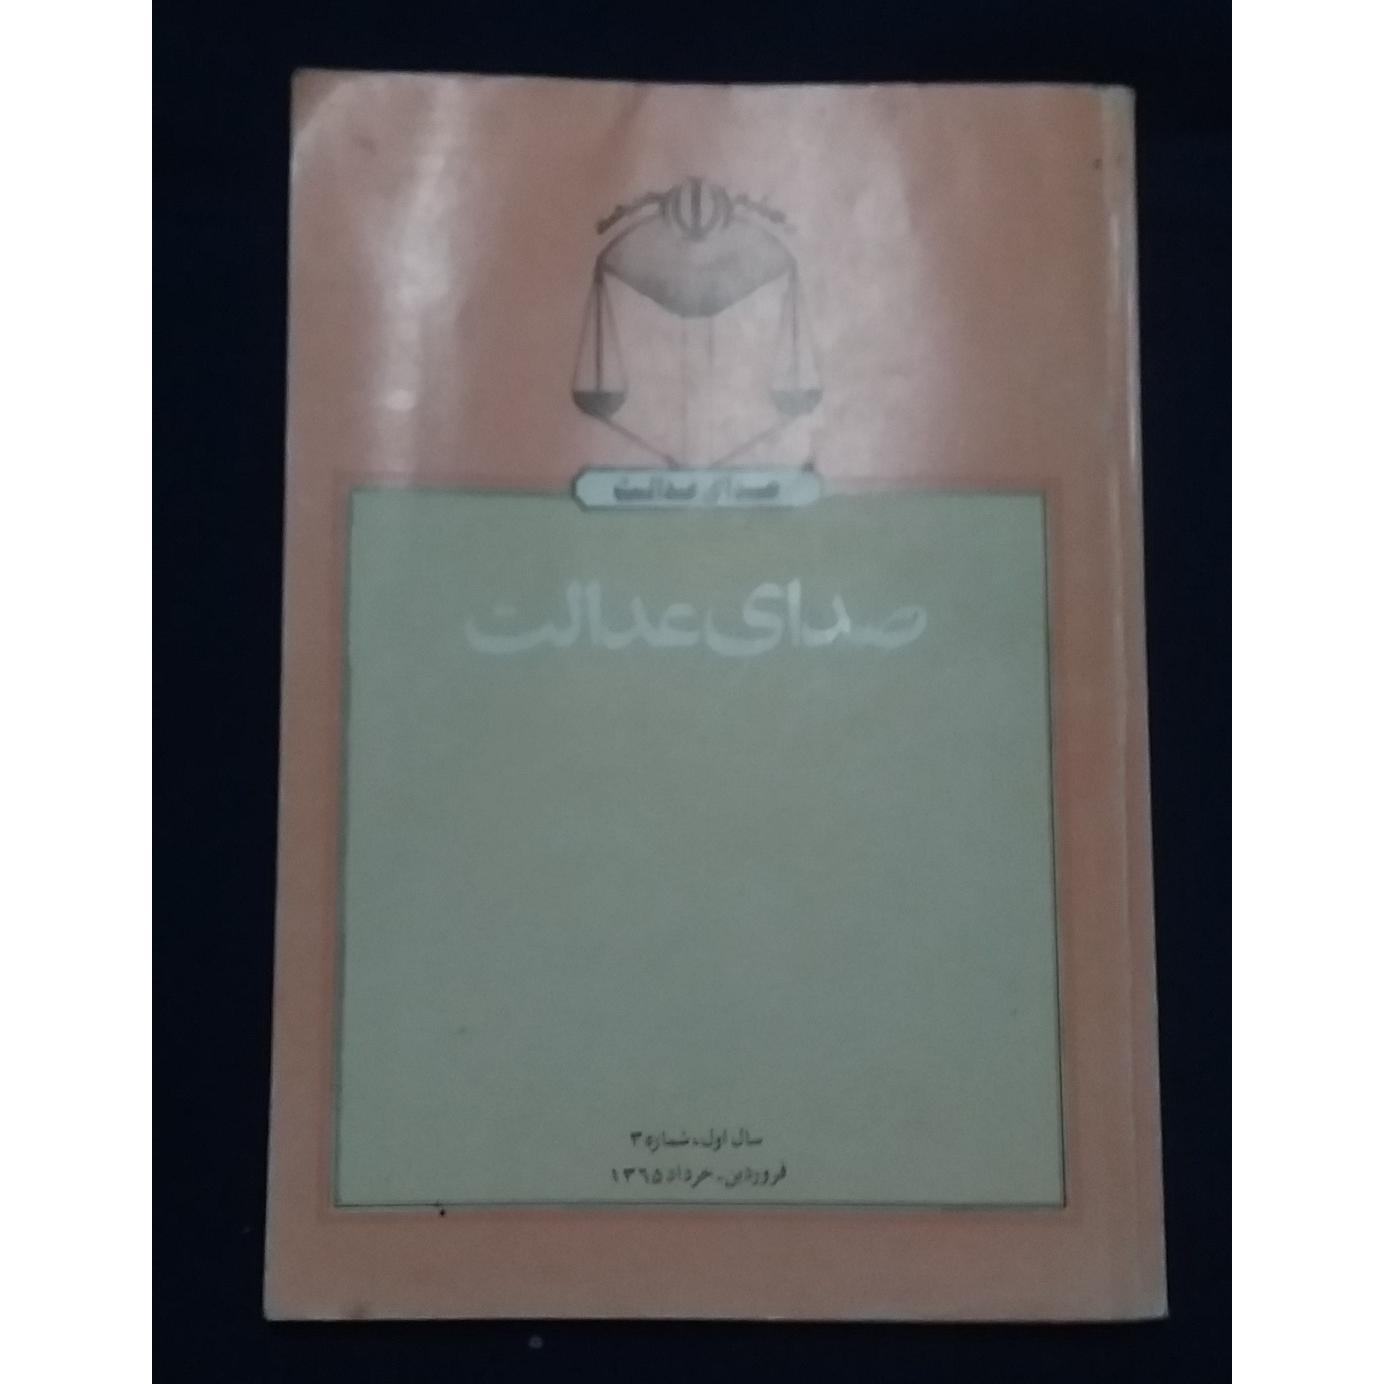 صدای عدالت
صدای عدالت
سال اول، شماره ۳
فروردین - خرداد ۱۳۶۵